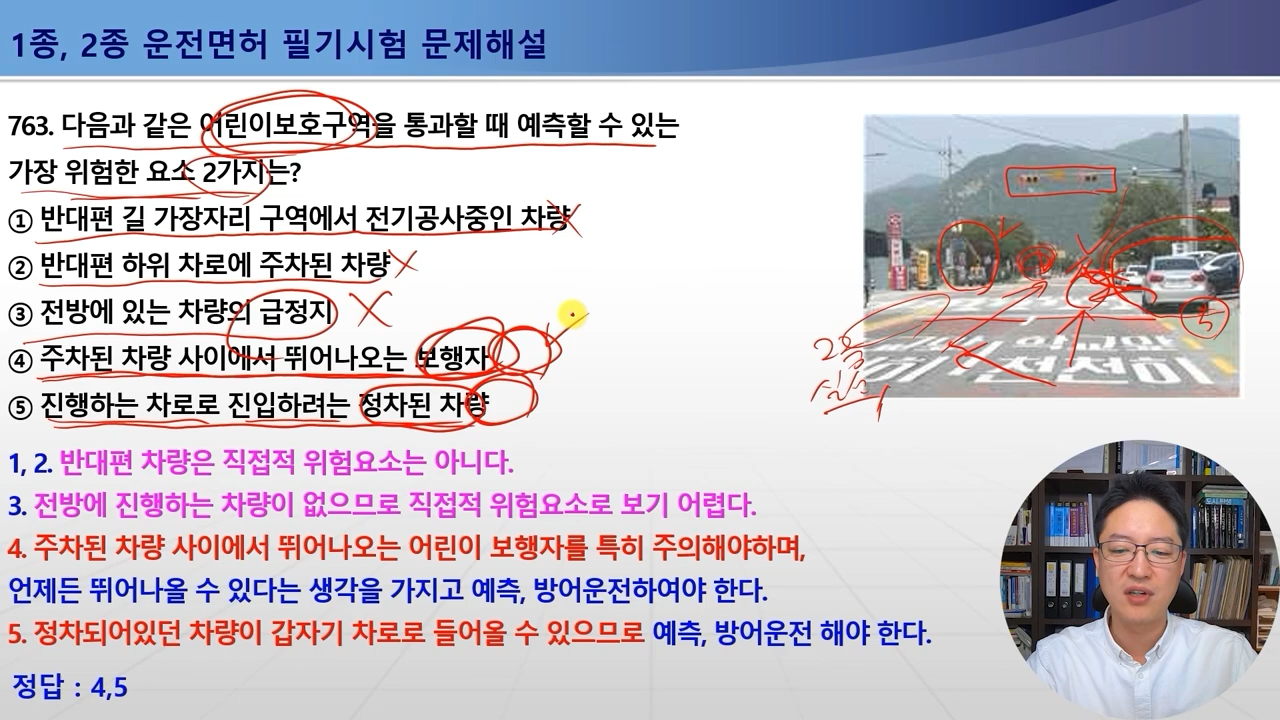 1종, 2종 운전면허 필기시험 문제해설
763. 다음과 같은 어린이보호구역을 통과할 때 예측할 수 있는
가장 위험한 요소 2가지는?
① 반대편 길 가장자리 구역에서 전기공사중인 차량
② 반대편 하위 차로에 주차된 차량
③ 전방에 있는 차량의 급정지
④ 주차된 차량 사이에서 뛰어나오는 보행자
⑤ 진행하는 차로로 진입하려는 정차된 차량
1, 2. 반대편 차량은 직접적 위험요소는 아니다.
3. 전방에 진행하는 차량이 없으므로 직접적 위험요소로 보기 어렵다.
4. 주차된 차량 사이에서 뛰어나오는 어린이 보행자를 특히 주의해야하며,
언제든 뛰어나올 수 있다는 생각을 가지고 예측, 방어운전하여야 한다.
5. 정차되어있던 차량이 갑자기 차로로 들어올 수 있으므로 예측, 방어운전 해야 한다.
정답 : 4,5
5
천천히